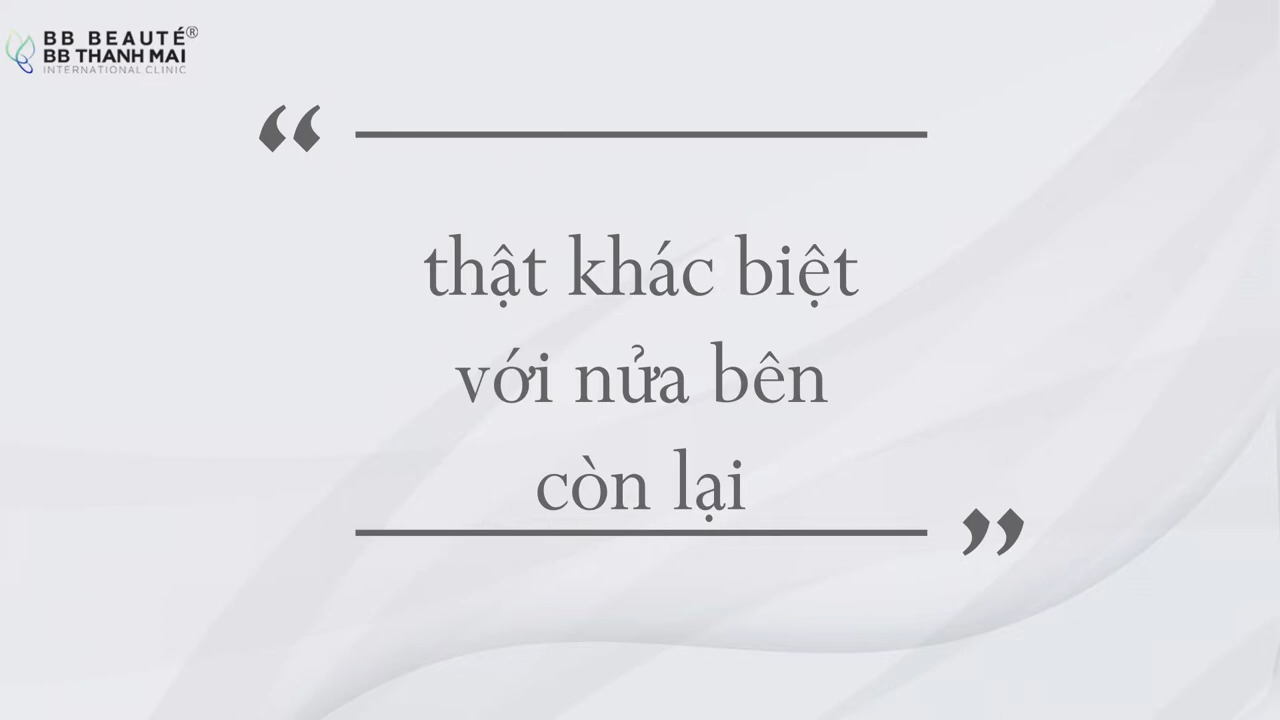 BB BEAUTÉ®
BB THANH MAI
INTERNATIONAL CLINIC
“
thật khác biệt
với nửa bên
còn lại
”